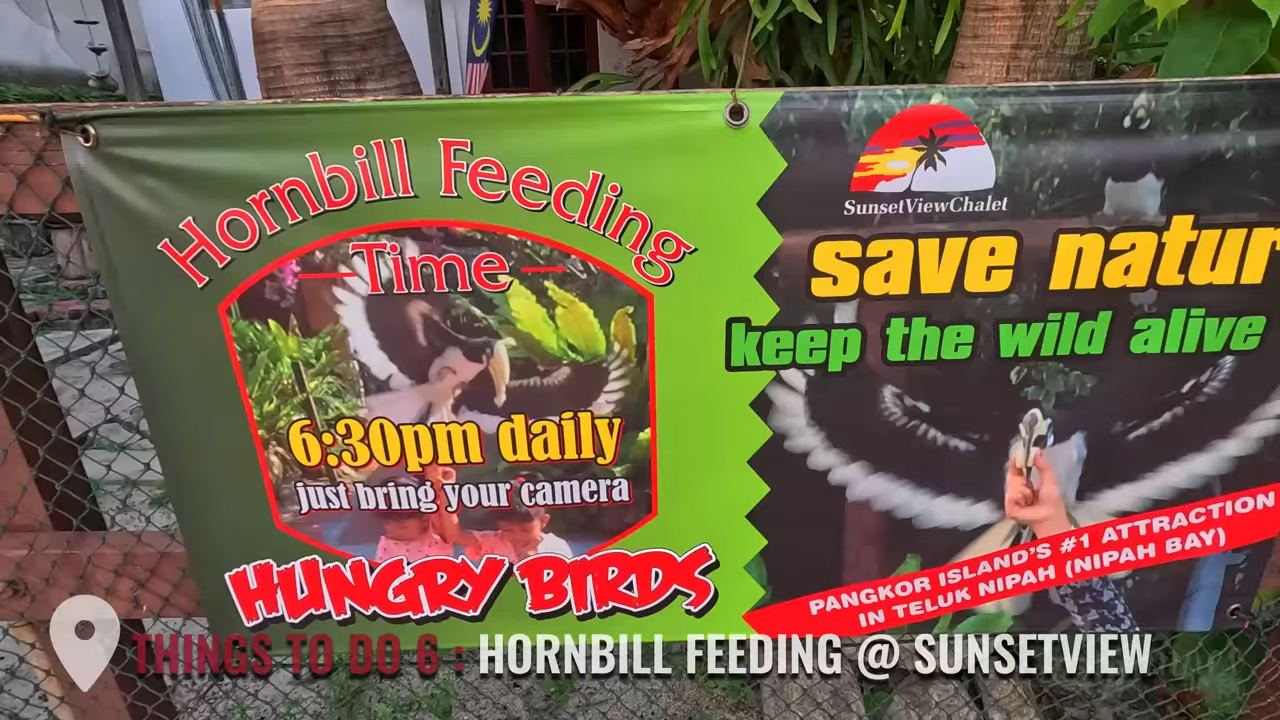 Hornbill Feeding
Time
6:30pm daily
just bring your camera
HUNGRY BIRDS
SunsetViewChalet
save natur
keep the wild alive
PANGKOR ISLAND'S #1 ATTRACTION
IN TELUK NIPAH (NIPAH BAY)
THINGS TO DO 6 : HORNBILL FEEDING @ SUNSETVIEW